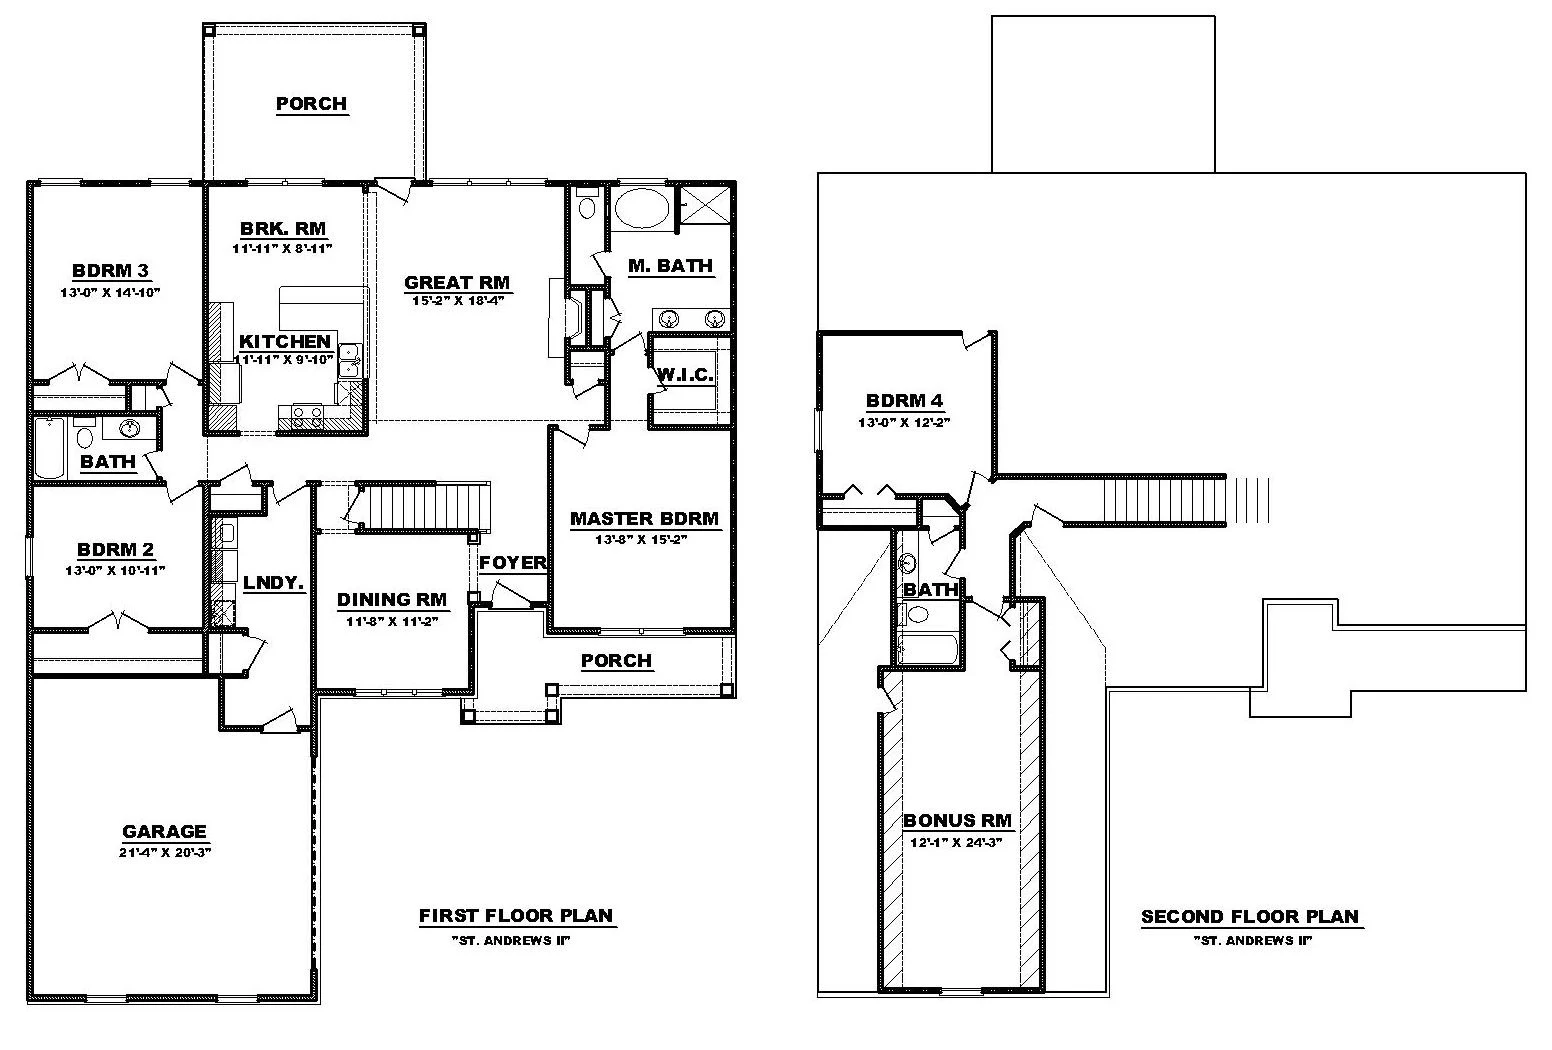 PORCH
BRK. RM
11'-11" X 8'-11"
BDRM 3
13'-0" X 14'-10"
GREAT RM
15'-2" X 18'-4"
M. BATH
KITCHEN
11'-11" X 9'-10"
W.I.C.
BATH
MASTER BDRM
13'-8" X 15'-2"
BDRM 2
13'-0" X 10'-11"
LNDY.
FOYER
DINING RM
11'-8" X 11'-2"
PORCH
GARAGE
21'-4" X 20'-3"
FIRST FLOOR PLAN
"ST. ANDREWS II"
BDRM 4
13'-0" X 12'-2"
BATH
BONUS RM
12'-1" X 24'-3"
SECOND FLOOR PLAN
"ST. ANDREWS II"